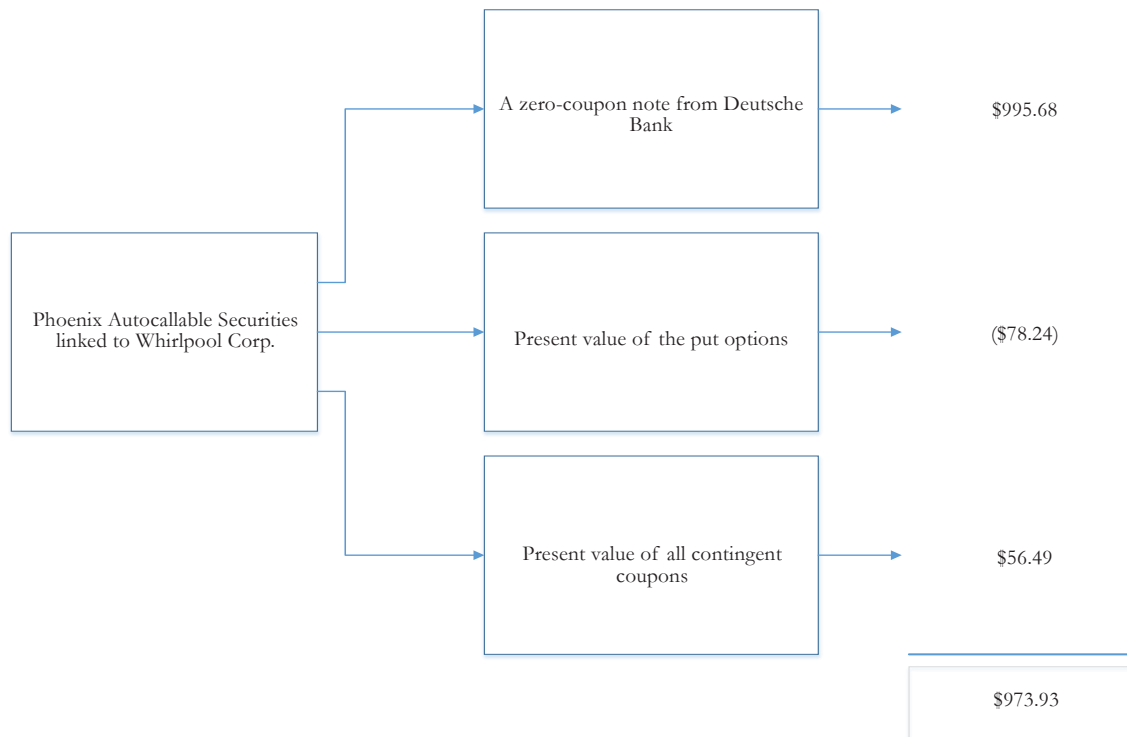 A zero-coupon note from Deutsche
Bank
$995.68
Phoenix Autocallable Securities
linked to Whirlpool Corp.
Present value of the put options
($78.24)
Present value of all contingent
coupons
$56.49
$973.93